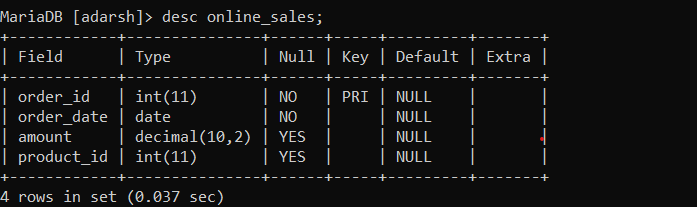 MariaDB [adarsh]> desc online_sales;
+------------+---------------+------+-----+---------+-------+
| Field      | Type          | Null | Key | Default | Extra |
+------------+---------------+------+-----+---------+-------+
| order_id   | int(11)       | NO   | PRI | NULL    |       |
| order_date | date          | NO   |     | NULL    |       |
| amount     | decimal(10,2) | YES  |     | NULL    |       |
| product_id | int(11)       | YES  |     | NULL    |       |
+------------+---------------+------+-----+---------+-------+
4 rows in set (0.037 sec)